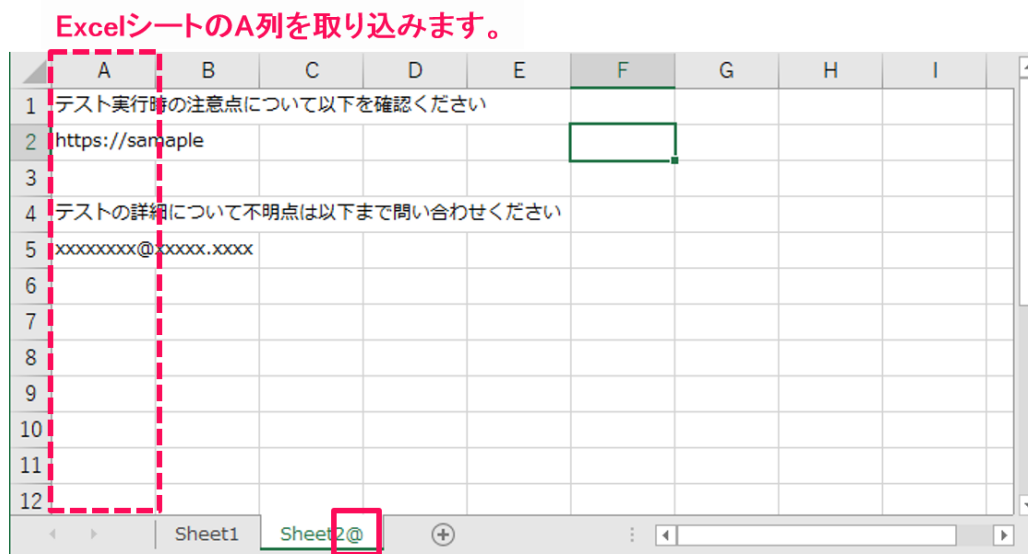 ExcelシートのA列を取り込みます。
A B C D E F G H I
1 テスト実行時の注意点について以下を確認ください
2 https://samaple
3
4 テストの詳細について不明点は以下まで問い合わせください
5 xxxxxxxx@xxxxx.xxxx
6
7
8
9
10
11
12
Sheet1 Sheet2@